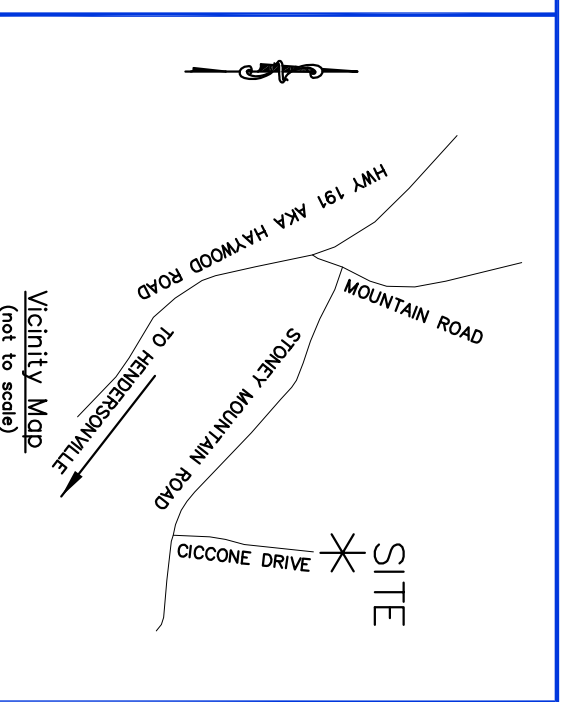 HWY 191 AKA HAYWOOD ROAD
MOUNTAIN ROAD
STONEY MOUNTAIN ROAD
TO HENDERSONVILLE
CICCONE DRIVE
SITE
Vicinity Map
(not to scale)